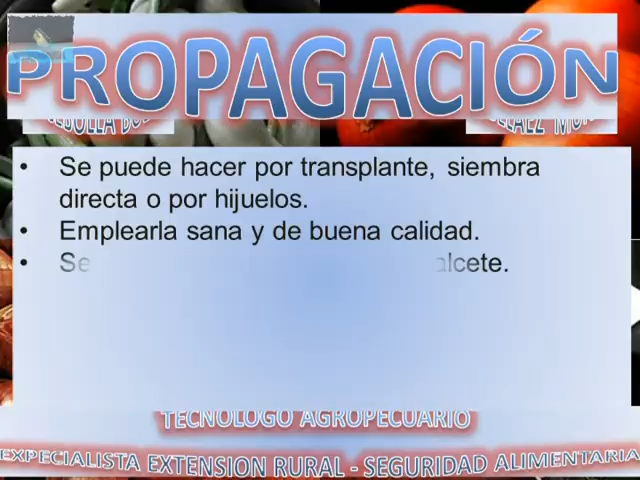 PROPAGACIÓN
• Se puede hacer por transplante, siembra
directa o por hijuelos.
• Emplearla sana y de buena calidad.
• Se
TECNOLOGO AGROPECUARIO
EXPECIALISTA EXTENSION RURAL - SEGURIDAD ALIMENTARIA